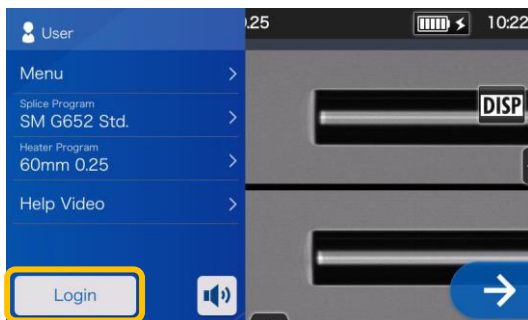 User
.25
10:22
Menu
Splice Program
SM G652 Std.
DISP
Heater Program
60mm 0.25
Help Video
Login